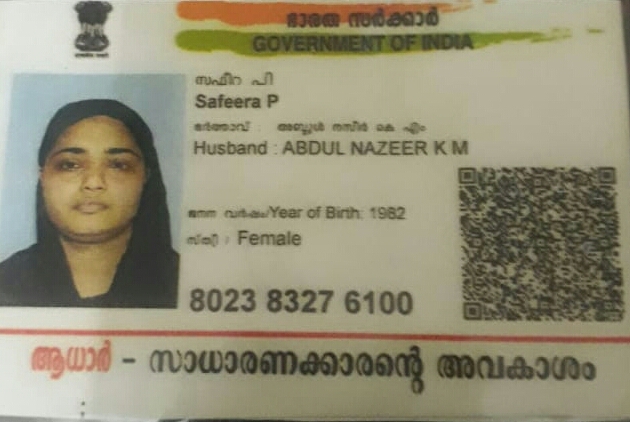 ഭാരത സർക്കാർ
GOVERNMENT OF INDIA
സഫീറ പി
Safeera P
ഭർത്താവ് : അബ്ദുൾ നസീർ കെ എം
Husband : ABDUL NAZEER K M
ജനന വർഷം/Year of Birth: 1982
സ്ത്രീ / Female
8023 8327 6100
ആധാർ - സാധാരണക്കാരന്റെ അവകാശം